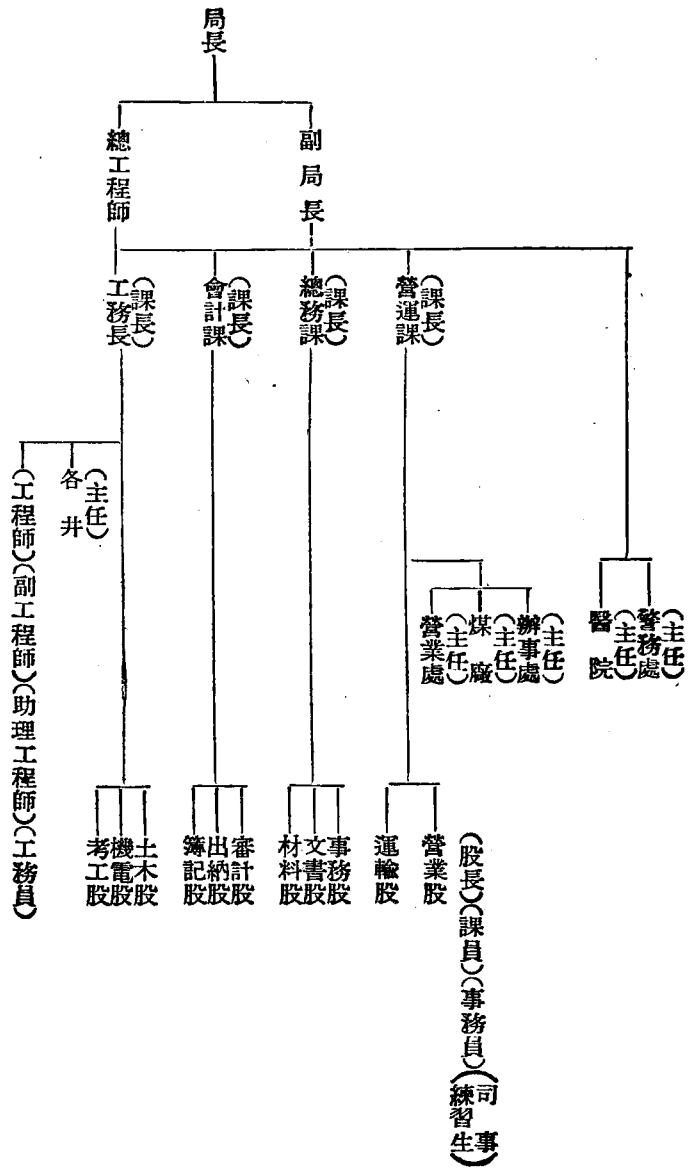 局長
副局長
總工程師
(主任)
警務處
(主任)
醫院
(課長)
營運課
(主任)
辦事處
(主任)
煤廠
(主任)
營業處
營業股
運輸股
(課長)
總務課
事務股
文書股
材料股
(課長)
會計課
審計股
出納股
簿記股
(課長)
工務長
土木股
機電股
考工股
(主任)
各井
(工程師)(副工程師)(助理工程師)(工務員)
(股長)(課員)(事務員)(司事
練習生)